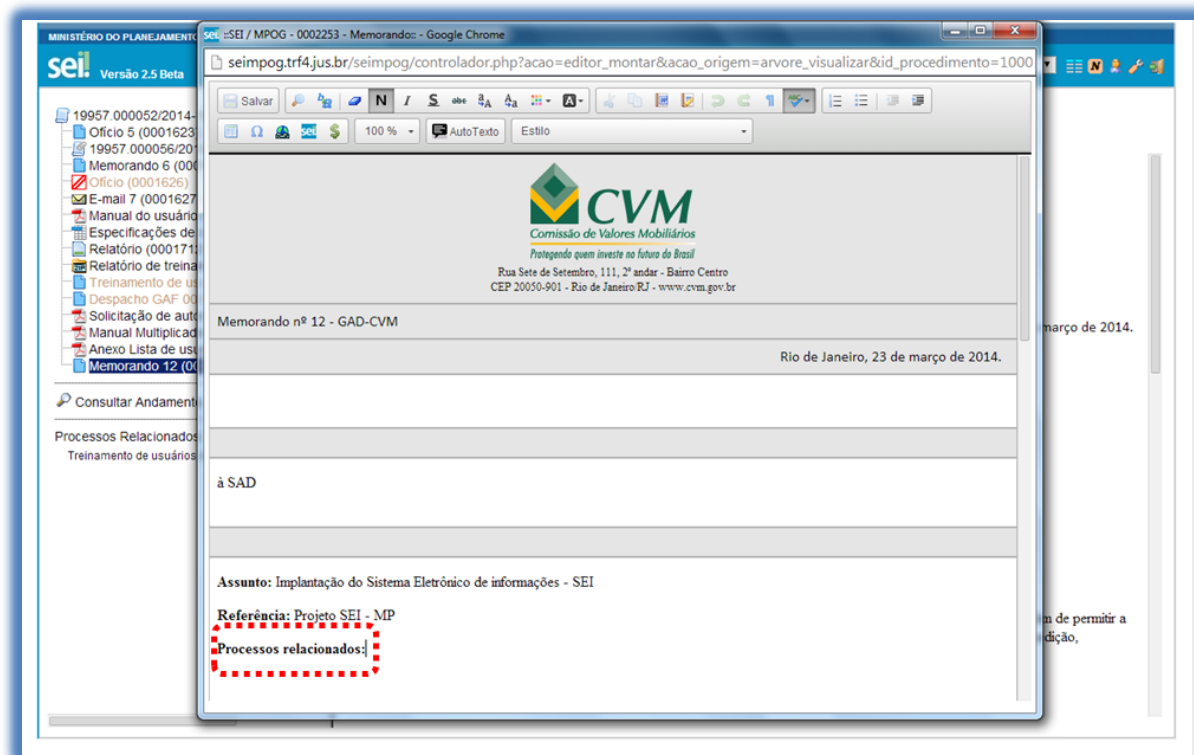 MINISTÉRIO DO PLANEJAMENTO
sei! Versão 2.5 Beta
19957.000052/2014-
Ofício 5 (0001623
19957.000056/20
Memorando 6 (000
Ofício (0001626)
E-mail 7 (0001627
Manual do usuário
Especificações de
Relatório (000171
Relatório de treina
Treinamento de us
Despacho GAF 00
Solicitação de auto
Manual Multiplicad
Anexo Lista de usu
Memorando 12 (00
Consultar Andament
Processos Relacionados
Treinamento de usuários
sei. ::SEI / MPOG - 0002253 - Memorando:: - Google Chrome
seimpog.trf4.jus.br/seimpog/controlador.php?acao=editor_montar&acao_origem=arvore_visualizar&id_procedimento=1000
Salvar N I S abc
sei $ 100 % AutoTexto Estilo
CVM
Comissão de Valores Mobiliários
Protegendo quem investe no futuro do Brasil
Rua Sete de Setembro, 111, 2º andar - Bairro Centro
CEP 20050-901 - Rio de Janeiro/RJ - www.cvm.gov.br
Memorando nº 12 - GAD-CVM
Rio de Janeiro, 23 de março de 2014.
à SAD
Assunto: Implantação do Sistema Eletrônico de informações - SEI
Referência: Projeto SEI - MP
Processos relacionados:
março de 2014.
m de permitir a
dição,